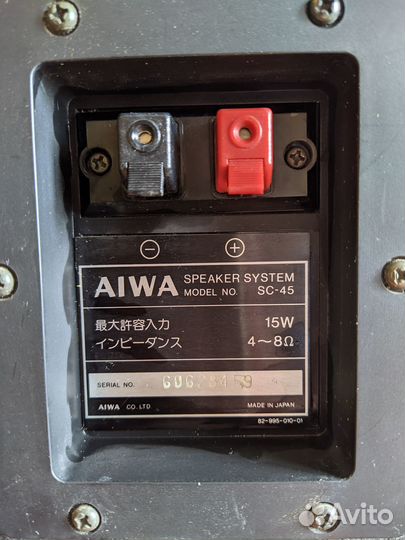 AIWA SPEAKER SYSTEM
MODEL NO. SC-45
最大許容入力 15W
インピーダンス 4~8Ω
SERIAL NO.
AIWA CO. LTD. MADE IN JAPAN
82-995-010-01
Avito